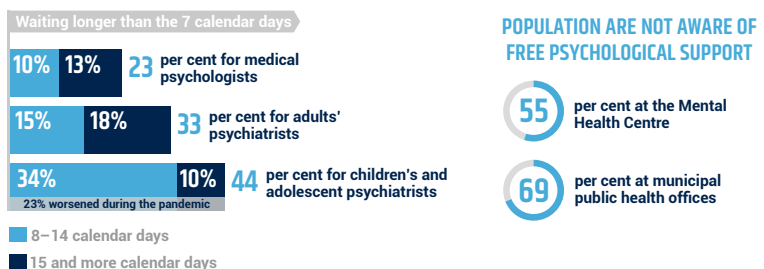 Waiting longer than the 7 calendar days
10% 13% 23 per cent for medical
psychologists
15% 18% 33 per cent for adults'
psychiatrists
34% 10% 44 per cent for children's and
adolescent psychiatrists
23% worsened during the pandemic
8–14 calendar days
15 and more calendar days
POPULATION ARE NOT AWARE OF
FREE PSYCHOLOGICAL SUPPORT
55 per cent at the Mental
Health Centre
69 per cent at municipal
public health offices